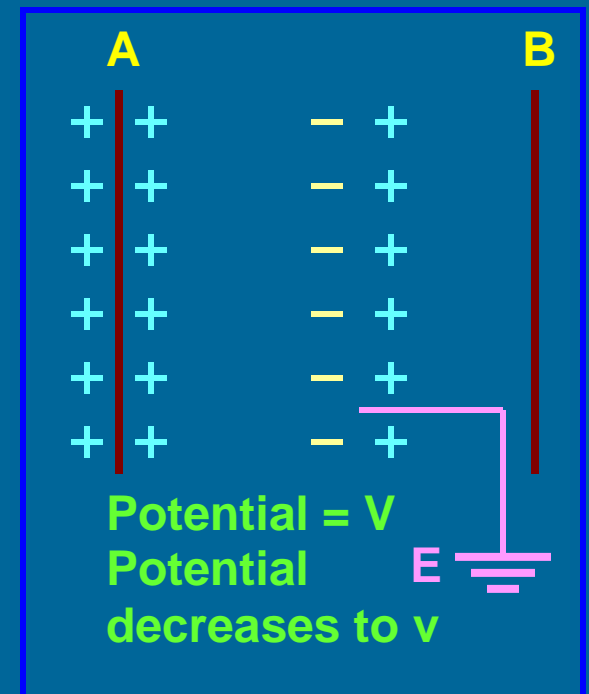 A B
Potential = V
Potential E
decreases to v